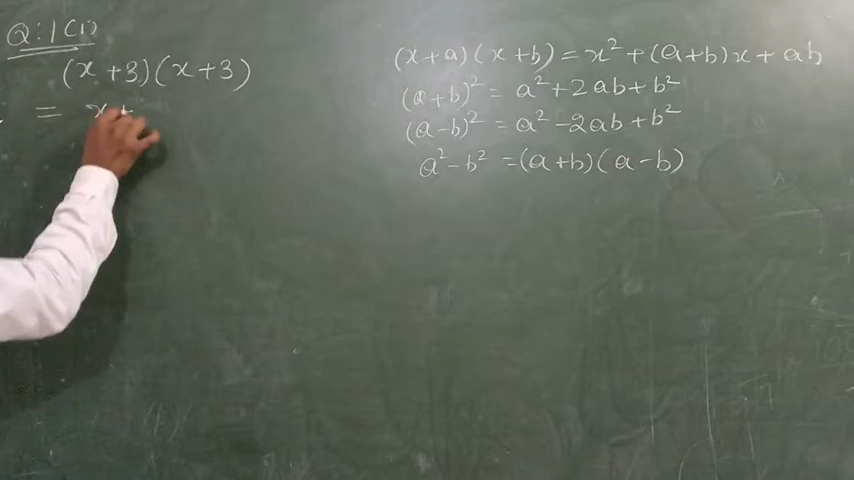 Q:1(i)
(x+3)(x+3)
= x+
(x+a)(x+b)=x²+(a+b)x+ab
(a+b)²=a²+2ab+b²
(a-b)²=a²-2ab+b²
a²-b²=(a+b)(a-b)